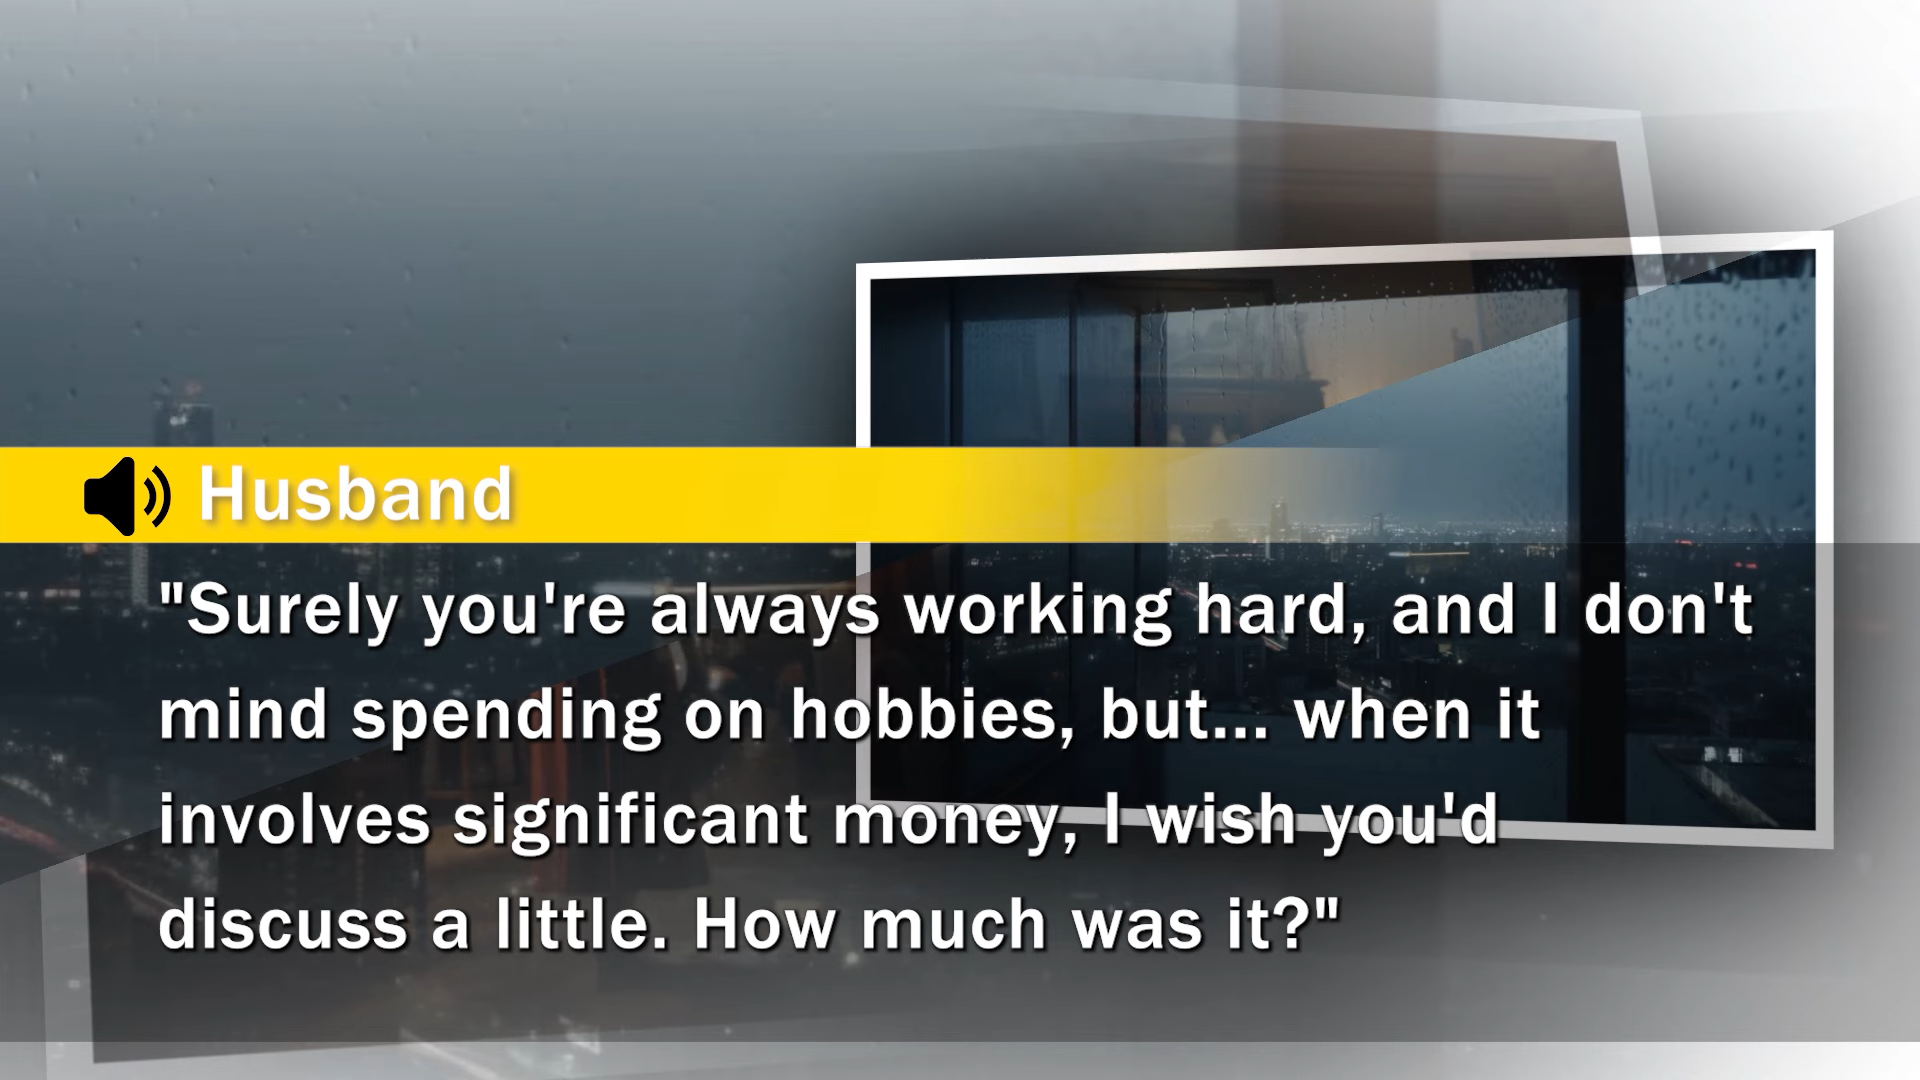 Husband
"Surely you're always working hard, and I don't
mind spending on hobbies, but... when it
involves significant money, I wish you'd
discuss a little. How much was it?"